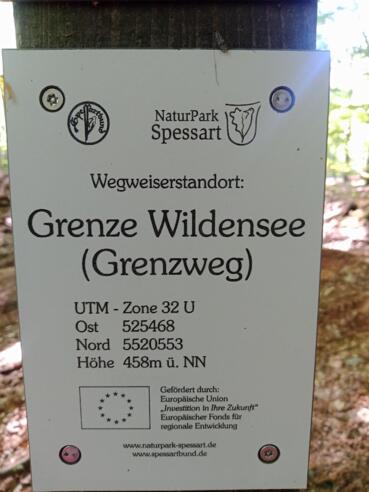 Spessartbund
NaturPark
Spessart
Wegweiserstandort:
Grenze Wildensee
(Grenzweg)
UTM - Zone 32 U
Ost 525468
Nord 5520553
Höhe 458m ü. NN
Gefördert durch:
Europäische Union
„Investition in Ihre Zukunft"
Europäischer Fonds für
regionale Entwicklung
www.naturpark-spessart.de
www.spessartbund.de